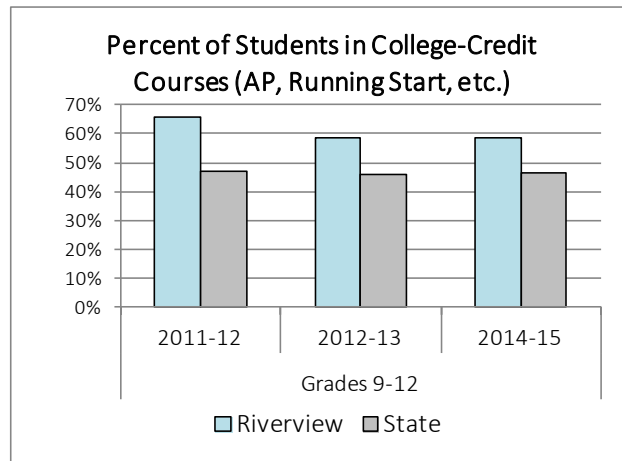 Percent of Students in College-Credit
Courses (AP, Running Start, etc.)
70%
60%
50%
40%
30%
20%
10%
0%
2011-12 2012-13 2014-15
Grades 9-12
Riverview State